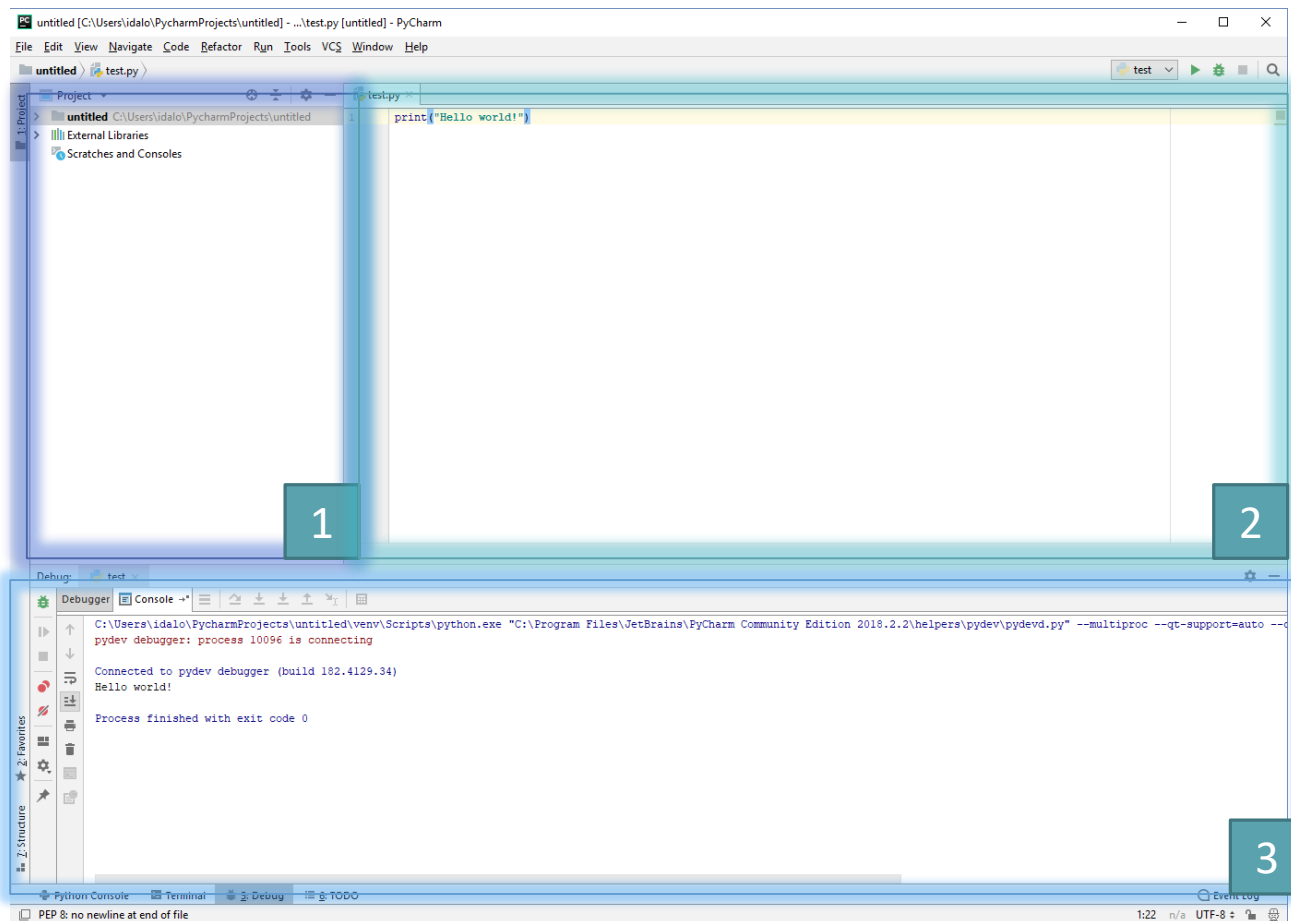 untitled [C:\Users\idalo\PycharmProjects\untitled] - ...\test.py [untitled] - PyCharm
File Edit View Navigate Code Refactor Run Tools VCS Window Help
untitled test.py test
1: Project
Project
test.py
untitled C:\Users\idalo\PycharmProjects\untitled
External Libraries
Scratches and Consoles
1 print("Hello world!")
1
2
Debug: test
Debugger Console
C:\Users\idalo\PycharmProjects\untitled\venv\Scripts\python.exe "C:\Program Files\JetBrains\PyCharm Community Edition 2018.2.2\helpers\pydev\pydevd.py" --multiproc --qt-support=auto --c
pydev debugger: process 10096 is connecting
Connected to pydev debugger (build 182.4129.34)
Hello world!
Process finished with exit code 0
2: Favorites
7: Structure
3
Python Console Terminal 5: Debug 6: TODO Event Log
PEP 8: no newline at end of file 1:22 n/a UTF-8